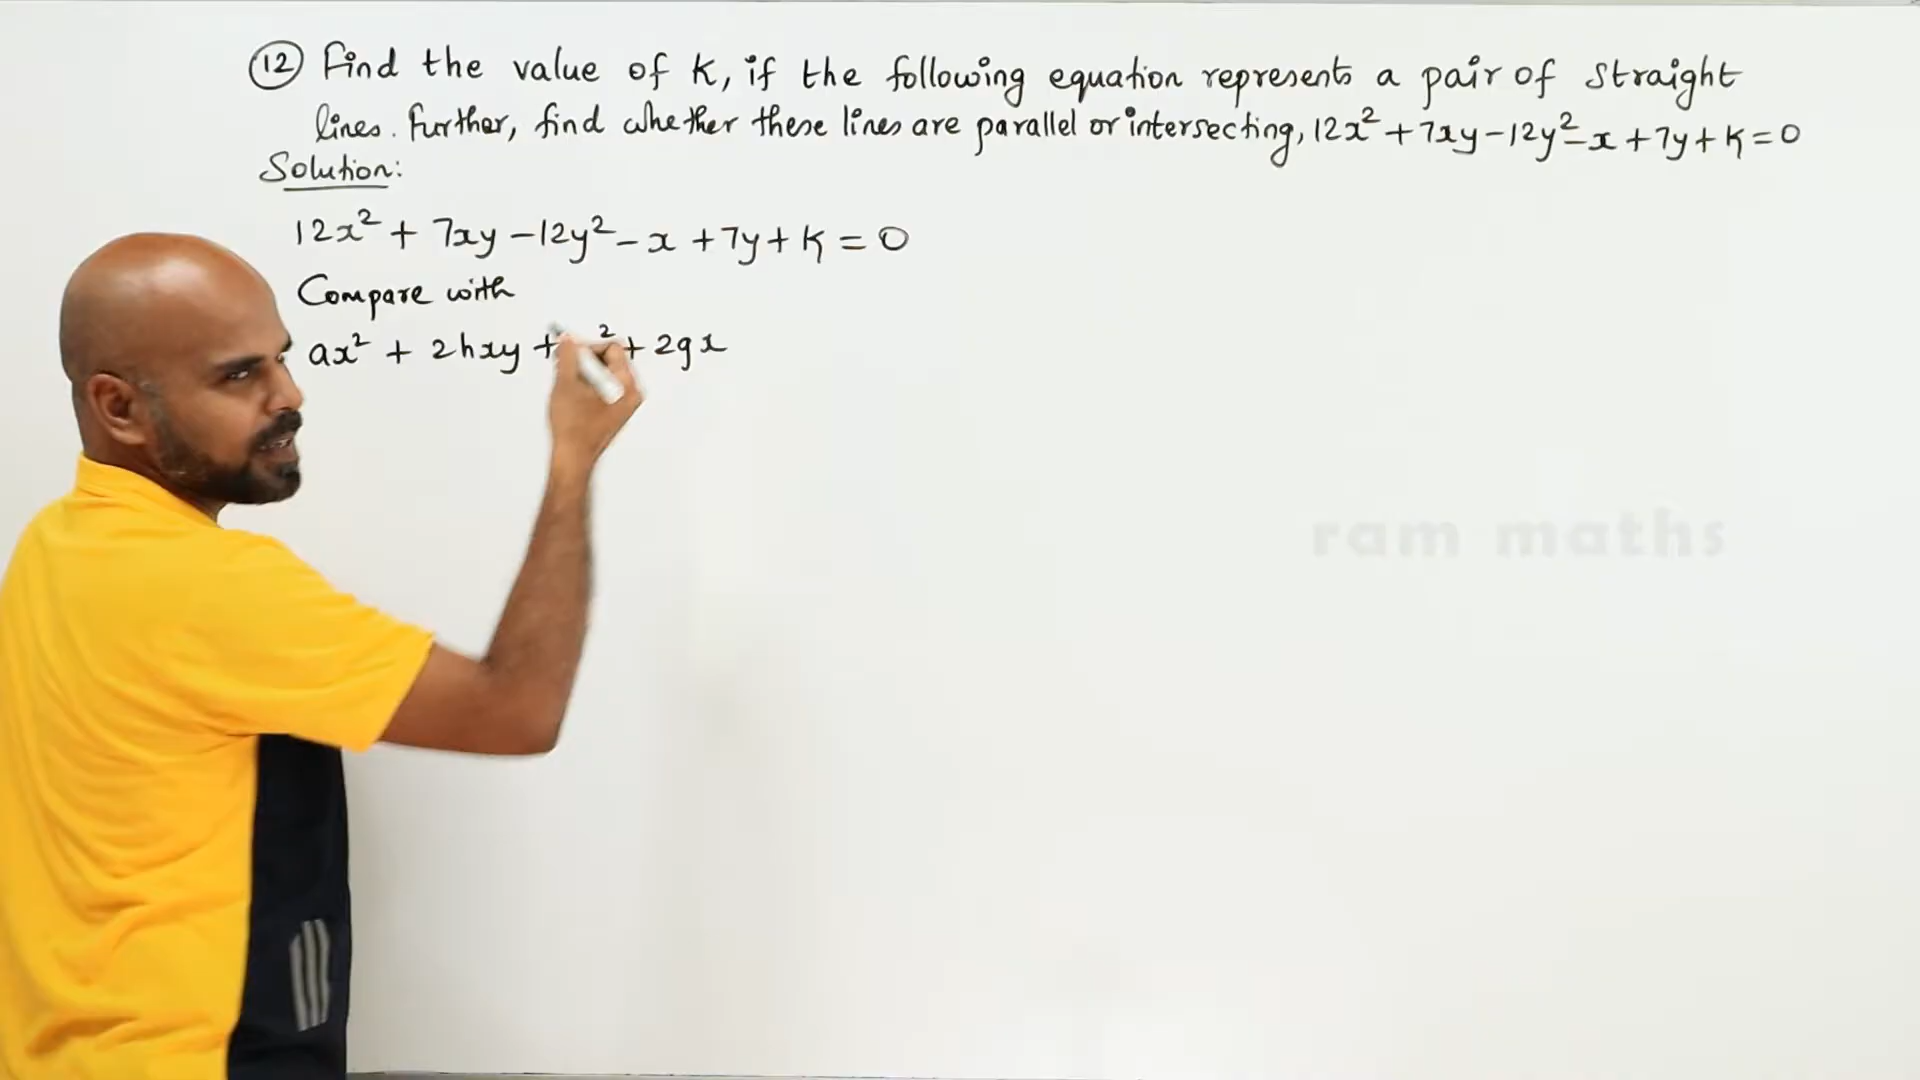 12 Find the value of K, if the following equation represents a pair of straight
lines. Further, find whether these lines are parallel or intersecting, 12x² + 7xy - 12y² - x + 7y + K = 0
Solution:
12x² + 7xy - 12y² - x + 7y + K = 0
Compare with
ax² + 2hxy + ² + 2gx
ram maths